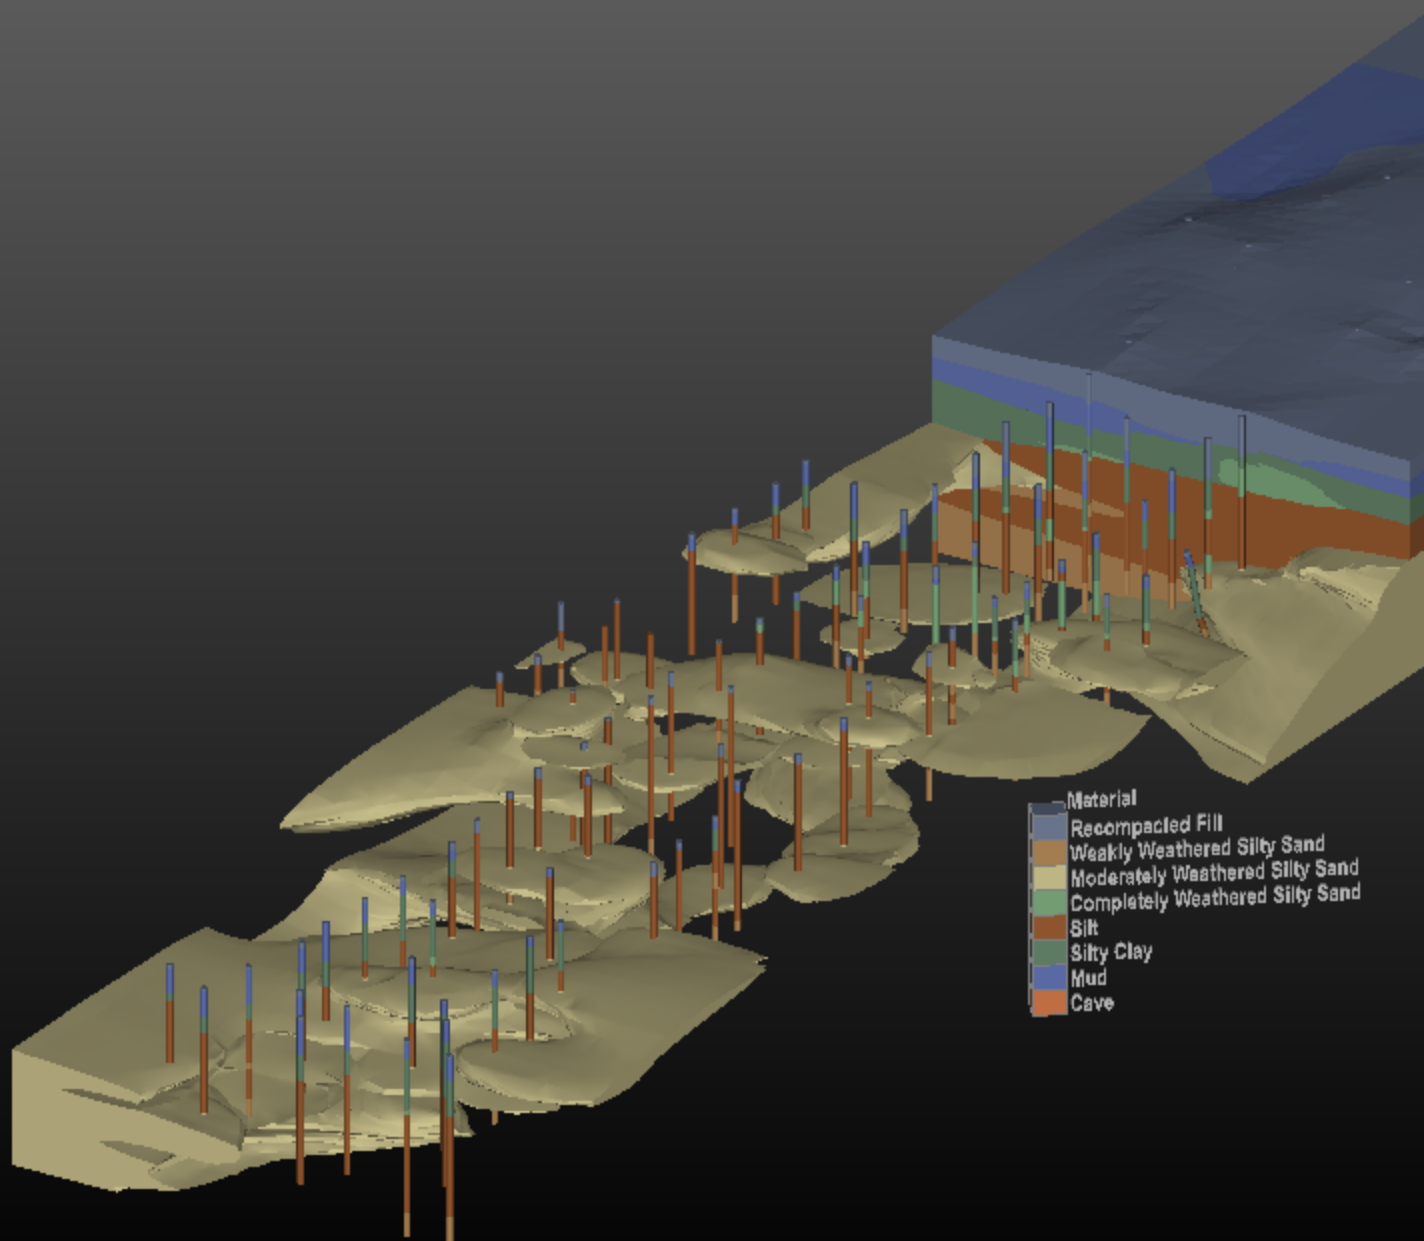 Material
Recompacted Fill
Weakly Weathered Silty Sand
Moderately Weathered Silty Sand
Completely Weathered Silty Sand
Silt
Silty Clay
Mud
Cave